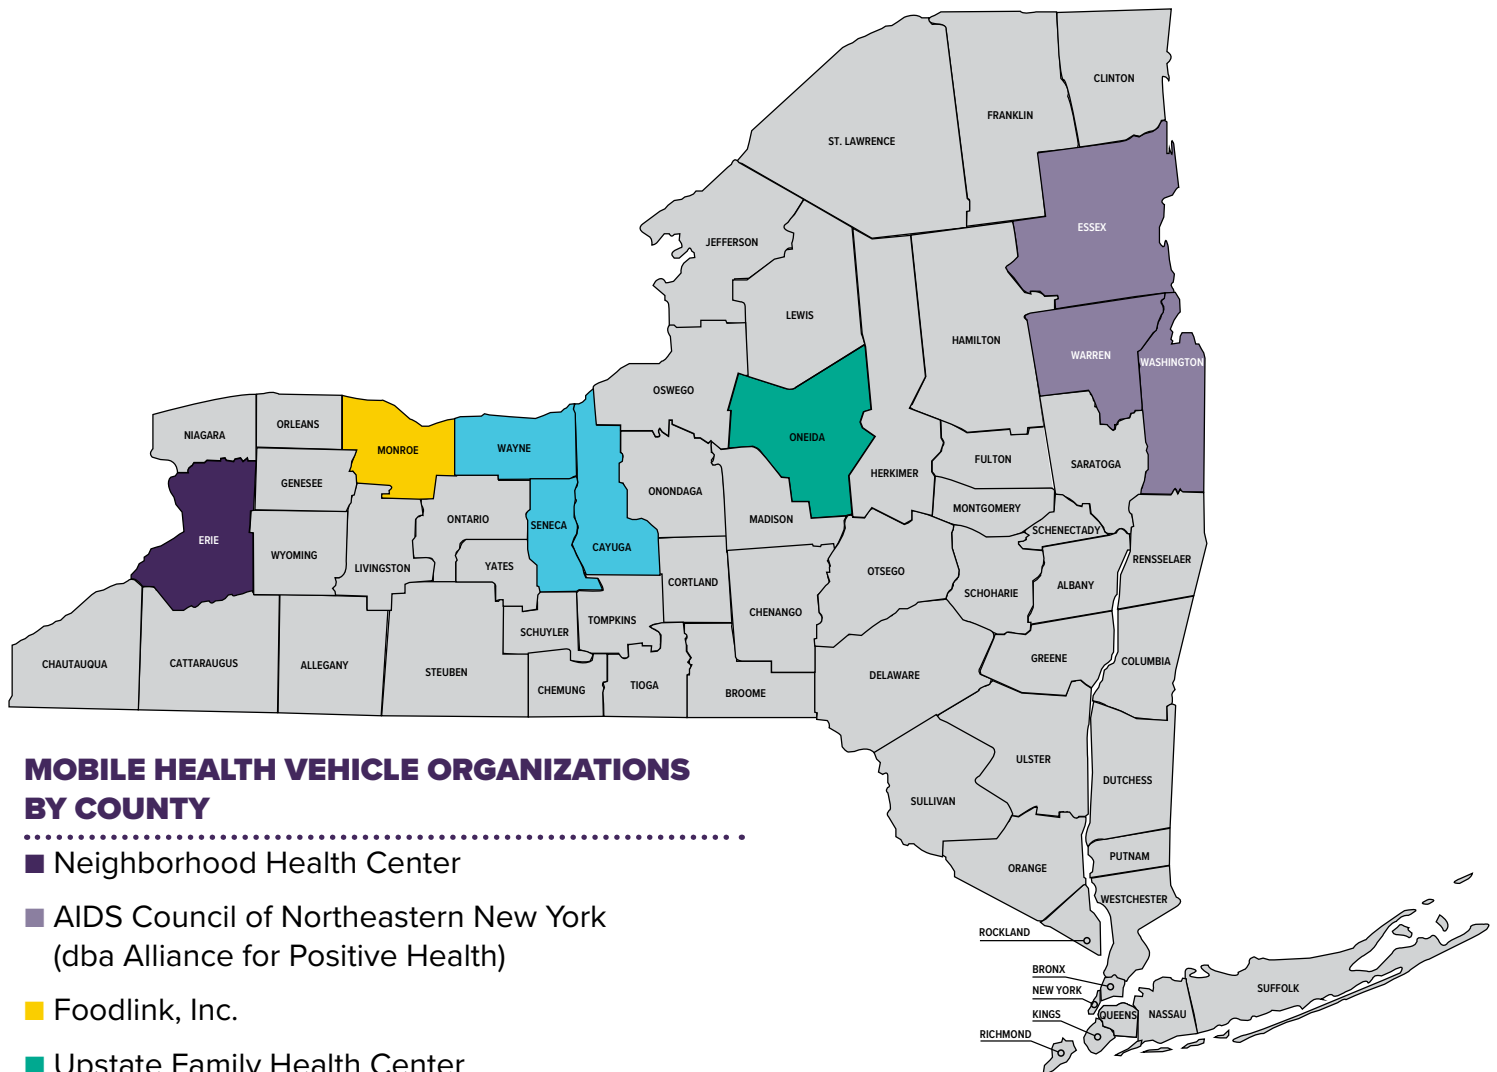 CLINTON
FRANKLIN
ST. LAWRENCE
ESSEX
JEFFERSON
LEWIS
HAMILTON
WARREN
WASHINGTON
OSWEGO
ORLEANS
NIAGARA
MONROE
WAYNE
ONEIDA
HERKIMER
FULTON
SARATOGA
GENESEE
ONONDAGA
MADISON
MONTGOMERY
ONTARIO
SENECA
SCHENECTADY
ERIE
WYOMING
LIVINGSTON
YATES
CAYUGA
CORTLAND
OTSEGO
SCHOHARIE
ALBANY
RENSSELAER
CHENANGO
SCHUYLER
TOMPKINS
CHAUTAUQUA
CATTARAUGUS
ALLEGANY
STEUBEN
CHEMUNG
TIOGA
BROOME
DELAWARE
GREENE
COLUMBIA
ULSTER
DUTCHESS
SULLIVAN
ORANGE
PUTNAM
WESTCHESTER
ROCKLAND
BRONX
NEW YORK
KINGS
QUEENS
NASSAU
SUFFOLK
RICHMOND
MOBILE HEALTH VEHICLE ORGANIZATIONS
BY COUNTY
Neighborhood Health Center
AIDS Council of Northeastern New York
(dba Alliance for Positive Health)
Foodlink, Inc.
Upstate Family Health Center